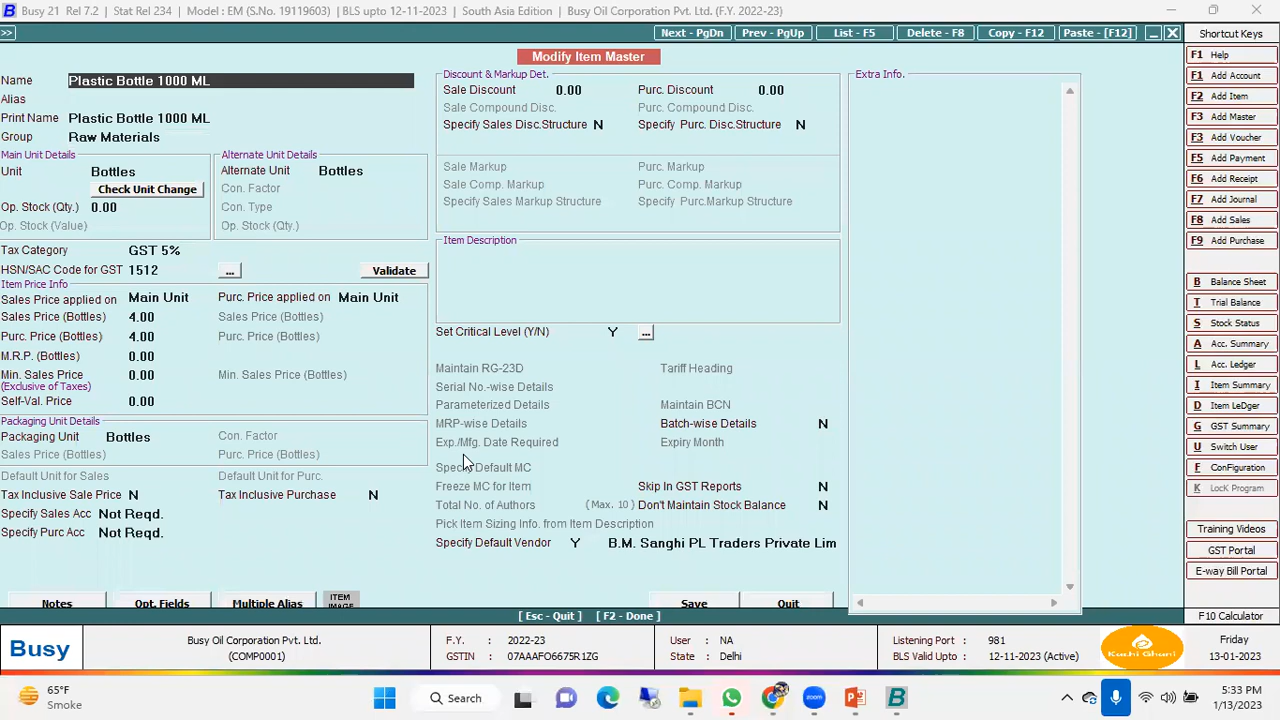 Busy 21 Rel 7.2 | Stat Rel 234 | Model : EM (S.No. 19119603) | BLS upto 12-11-2023 | South Asia Edition | Busy Oil Corporation Pvt. Ltd. (F.Y. 2022-23)
>> Next - PgDn Prev - PgUp List - F5 Delete - F8 Copy - F12 Paste - [F12]
Modify Item Master
Name Plastic Bottle 1000 ML
Alias
Print Name Plastic Bottle 1000 ML
Group Raw Materials
Main Unit Details
Unit Bottles
Check Unit Change
Op. Stock (Qty.) 0.00
Op. Stock (Value)
Alternate Unit Details
Alternate Unit Bottles
Con. Factor
Con. Type
Op. Stock (Qty.)
Tax Category GST 5%
HSN/SAC Code for GST 1512 ... Validate
Item Price Info
Sales Price applied on Main Unit Purc. Price applied on Main Unit
Sales Price (Bottles) 4.00 Sales Price (Bottles)
Purc. Price (Bottles) 4.00 Purc. Price (Bottles)
M.R.P. (Bottles) 0.00
Min. Sales Price 0.00 Min. Sales Price (Bottles)
(Exclusive of Taxes)
Self-Val. Price 0.00
Packaging Unit Details
Packaging Unit Bottles Con. Factor
Sales Price (Bottles) Purc. Price (Bottles)
Default Unit for Sales Default Unit for Purc.
Tax Inclusive Sale Price N Tax Inclusive Purchase N
Specify Sales Acc Not Reqd.
Specify Purc Acc Not Reqd.
Notes Opt. Fields Multiple Alias ITEM IMAGE
Discount & Markup Det.
Sale Discount 0.00 Purc. Discount 0.00
Sale Compound Disc. Purc. Compound Disc.
Specify Sales Disc.Structure N Specify Purc. Disc.Structure N
Sale Markup Purc. Markup
Sale Comp. Markup Purc. Comp. Markup
Specify Sales Markup Structure Specify Purc.Markup Structure
Item Description
Set Critical Level (Y/N) Y ...
Maintain RG-23D Tariff Heading
Serial No.-wise Details
Parameterized Details Maintain BCN
MRP-wise Details Batch-wise Details N
Exp./Mfg. Date Required Expiry Month
Specify Default MC
Freeze MC for Item Skip In GST Reports N
Total No. of Authors (Max. 10) Don't Maintain Stock Balance N
Pick Item Sizing Info. from Item Description
Specify Default Vendor Y B.M. Sanghi PL Traders Private Lim
Save Quit
Extra Info.
[ Esc - Quit ] [ F2 - Done ]
Shortcut Keys
F1 Help
F1 Add Account
F2 Add Item
F3 Add Master
F3 Add Voucher
F5 Add Payment
F6 Add Receipt
F7 Add Journal
F8 Add Sales
F9 Add Purchase
B Balance Sheet
T Trial Balance
S Stock Status
A Acc. Summary
L Acc. Ledger
I Item Summary
D Item LeDger
G GST Summary
U Switch User
F ConFiguration
K LocK Program
Training Videos
GST Portal
E-way Bill Portal
F10 Calculator
Busy
Busy Oil Corporation Pvt. Ltd.
(COMP0001)
F.Y. : 2022-23
GSTIN : 07AAAFO6675R1ZG
User : NA
State : Delhi
Listening Port : 981
BLS Valid Upto : 12-11-2023 (Active)
Kachi Ghani
Friday
13-01-2023
65°F
Smoke
Search
5:33 PM
1/13/2023